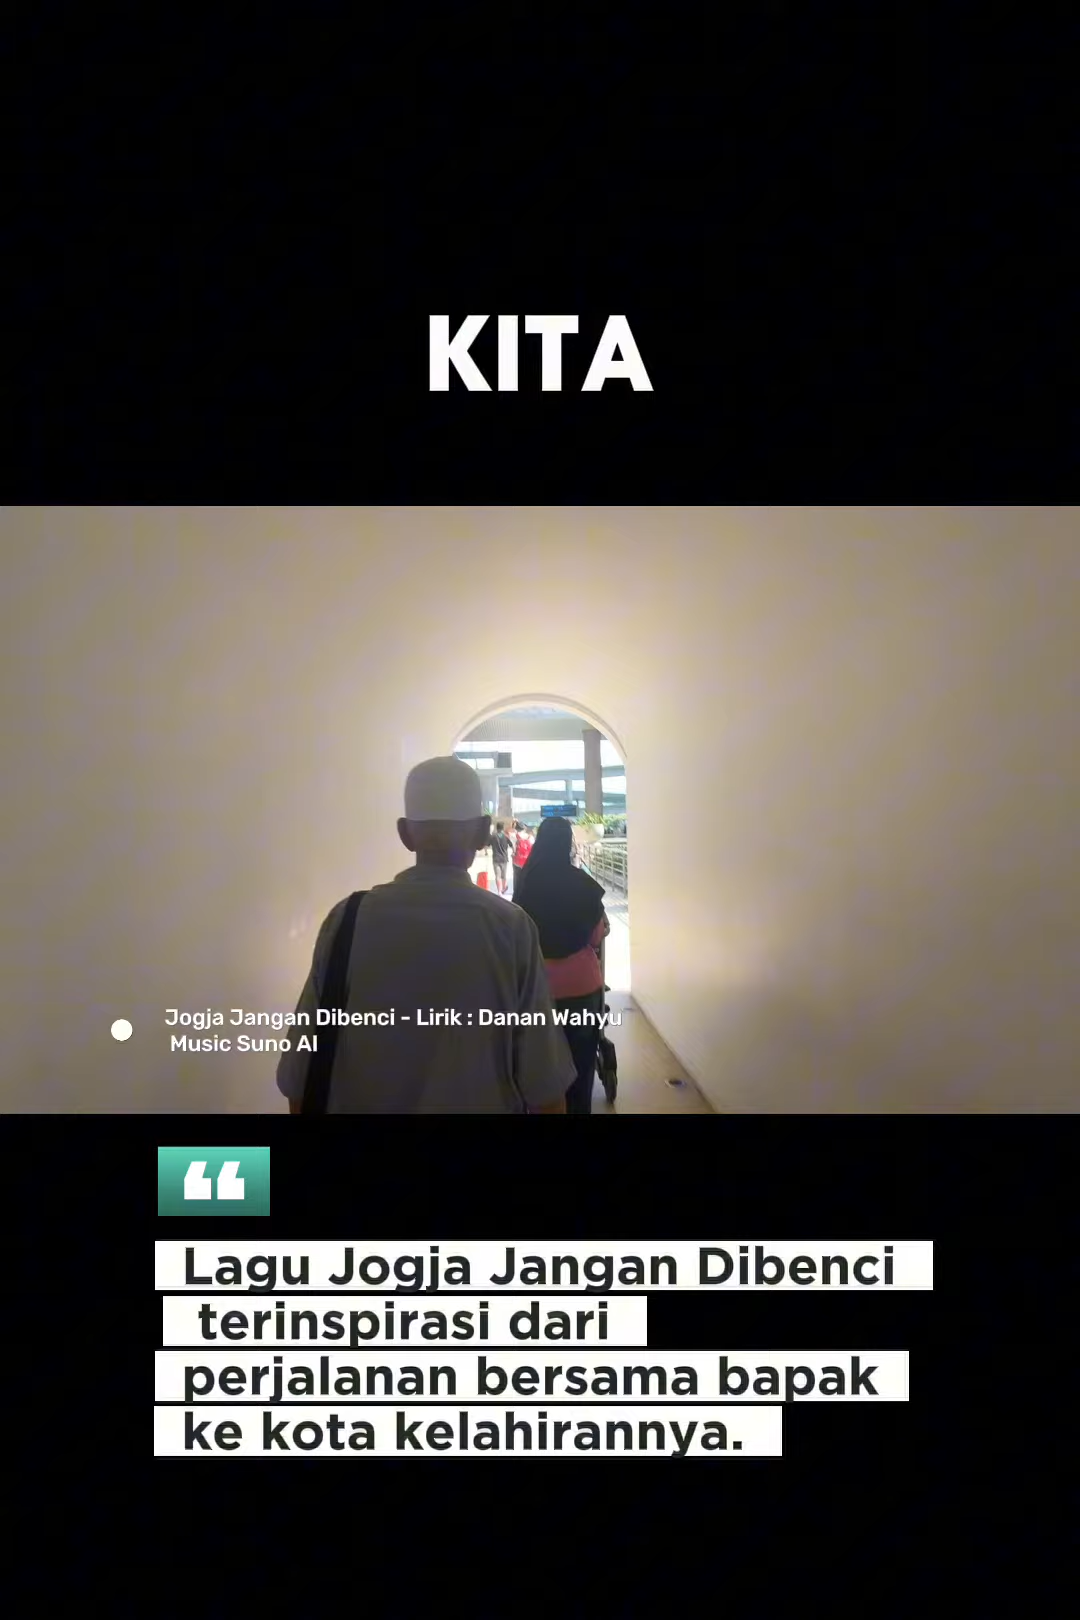 KITA
Jogja Jangan Dibenci - Lirik : Danan Wahyu
Music Suno AI
“
Lagu Jogja Jangan Dibenci
terinspirasi dari
perjalanan bersama bapak
ke kota kelahirannya.